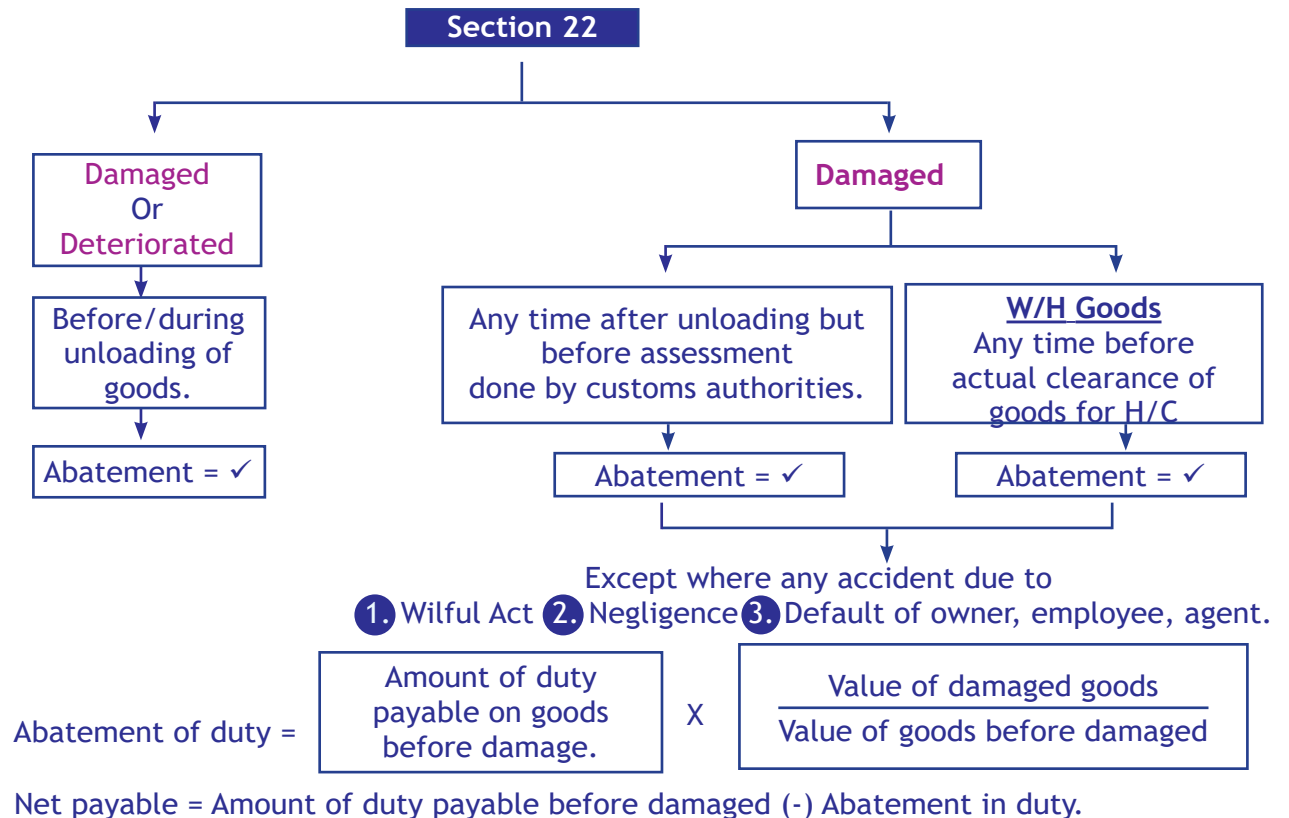 Section 22
Damaged
Or
Deteriorated
Before/during
unloading of
goods.
Abatement = ✓
Damaged
Any time after unloading but
before assessment
done by customs authorities.
Abatement = ✓
W/H Goods
Any time before
actual clearance of
goods for H/C
Abatement = ✓
Except where any accident due to
1. Wilful Act 2. Negligence 3. Default of owner, employee, agent.
Abatement of duty =
Amount of duty
payable on goods
before damage.
X
Value of damaged goods
Value of goods before damaged
Net payable = Amount of duty payable before damaged (-) Abatement in duty.